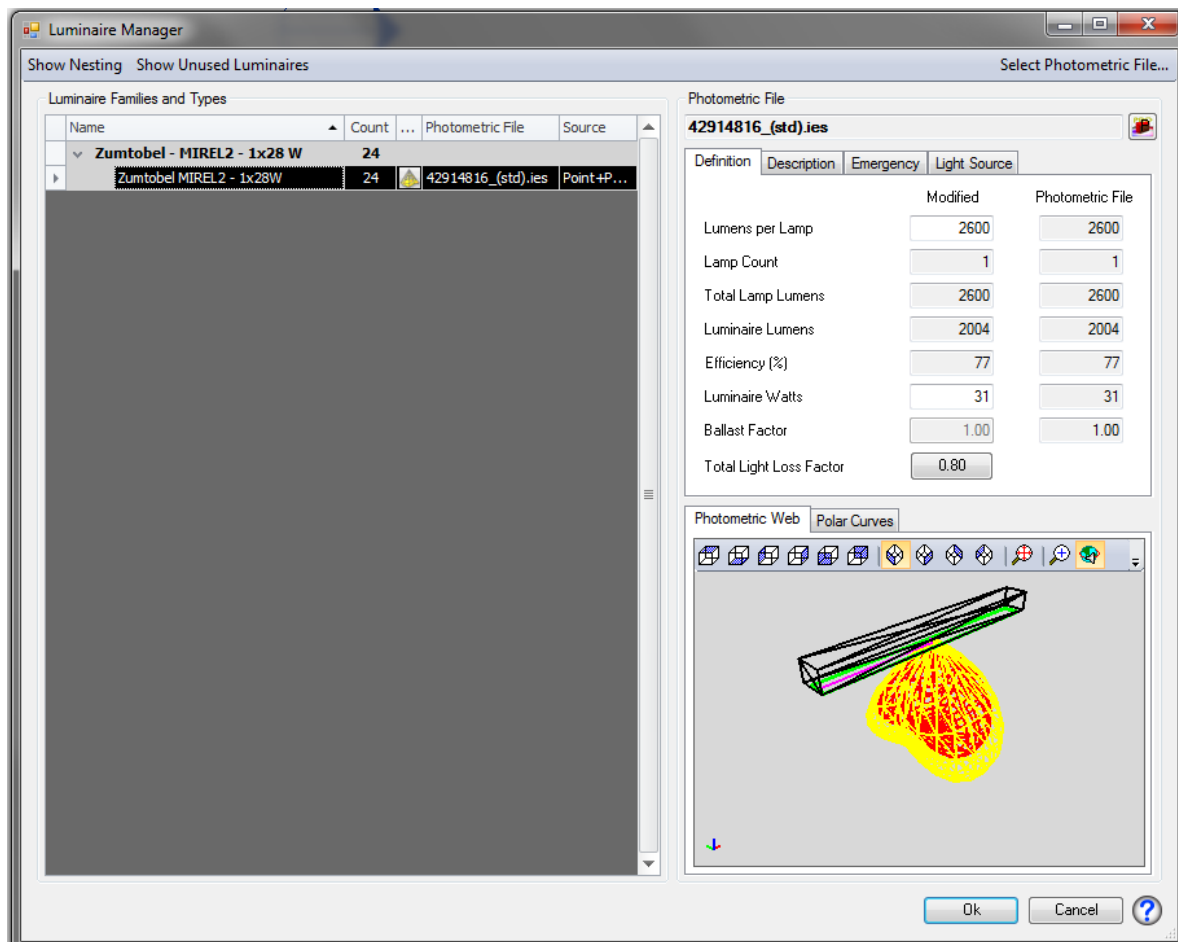 Luminaire Manager
Show Nesting Show Unused Luminaires Select Photometric File...
Luminaire Families and Types
Name Count ... Photometric File Source
Zumtobel - MIREL2 - 1x28 W 24
Zumtobel MIREL2 - 1x28W 24 42914816_(std).ies Point+P...
Photometric File
42914816_(std).ies
Definition Description Emergency Light Source
Modified Photometric File
Lumens per Lamp 2600 2600
Lamp Count 1 1
Total Lamp Lumens 2600 2600
Luminaire Lumens 2004 2004
Efficiency (%) 77 77
Luminaire Watts 31 31
Ballast Factor 1.00 1.00
Total Light Loss Factor 0.80
Photometric Web Polar Curves
Ok Cancel ?